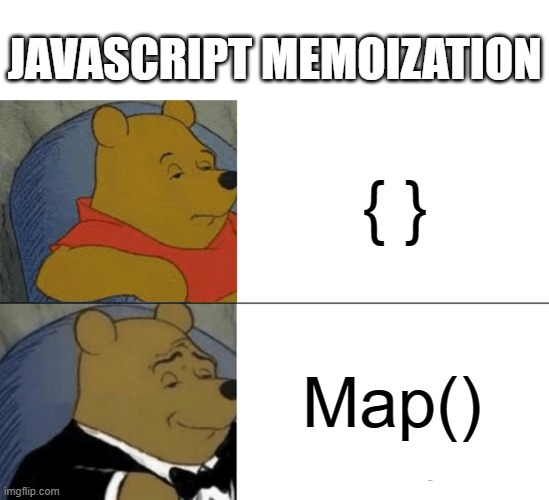 JAVASCRIPT MEMOIZATION
{ }
Map()
imgflip.com